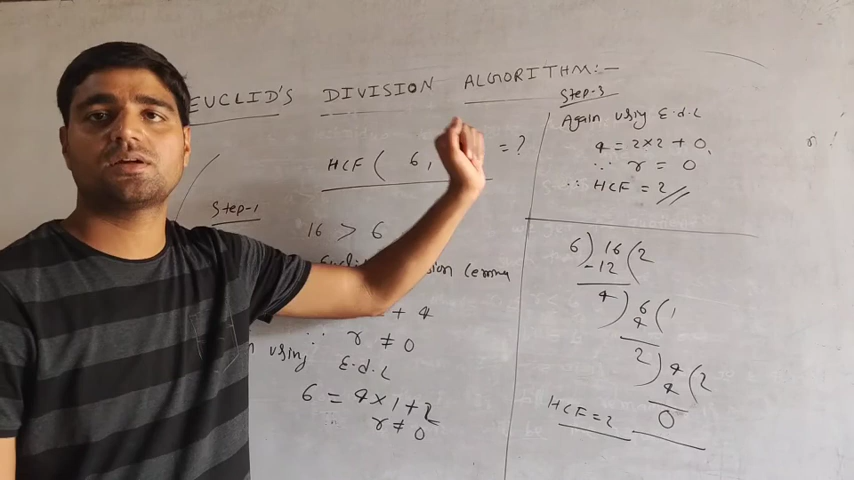 EUCLID'S DIVISION ALGORITHM:-
HCF ( 6, = ?
Step-1
16 > 6
sion lemma
+ 4
∵ r ≠ 0
using
E.d.L
6 = 4×1+2
r ≠ 0
Step-3
Again using E.d.L
4 = 2×2 + 0,
∵ r = 0
∴ HCF = 2//
6 ) 16 ( 2
-12
4 ) 6 ( 1
4
2 ) 4 ( 2
4
0
HCF = 2